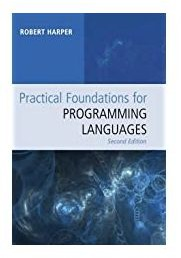 ROBERT HARPER
Practical Foundations for
PROGRAMMING
LANGUAGES
Second Edition